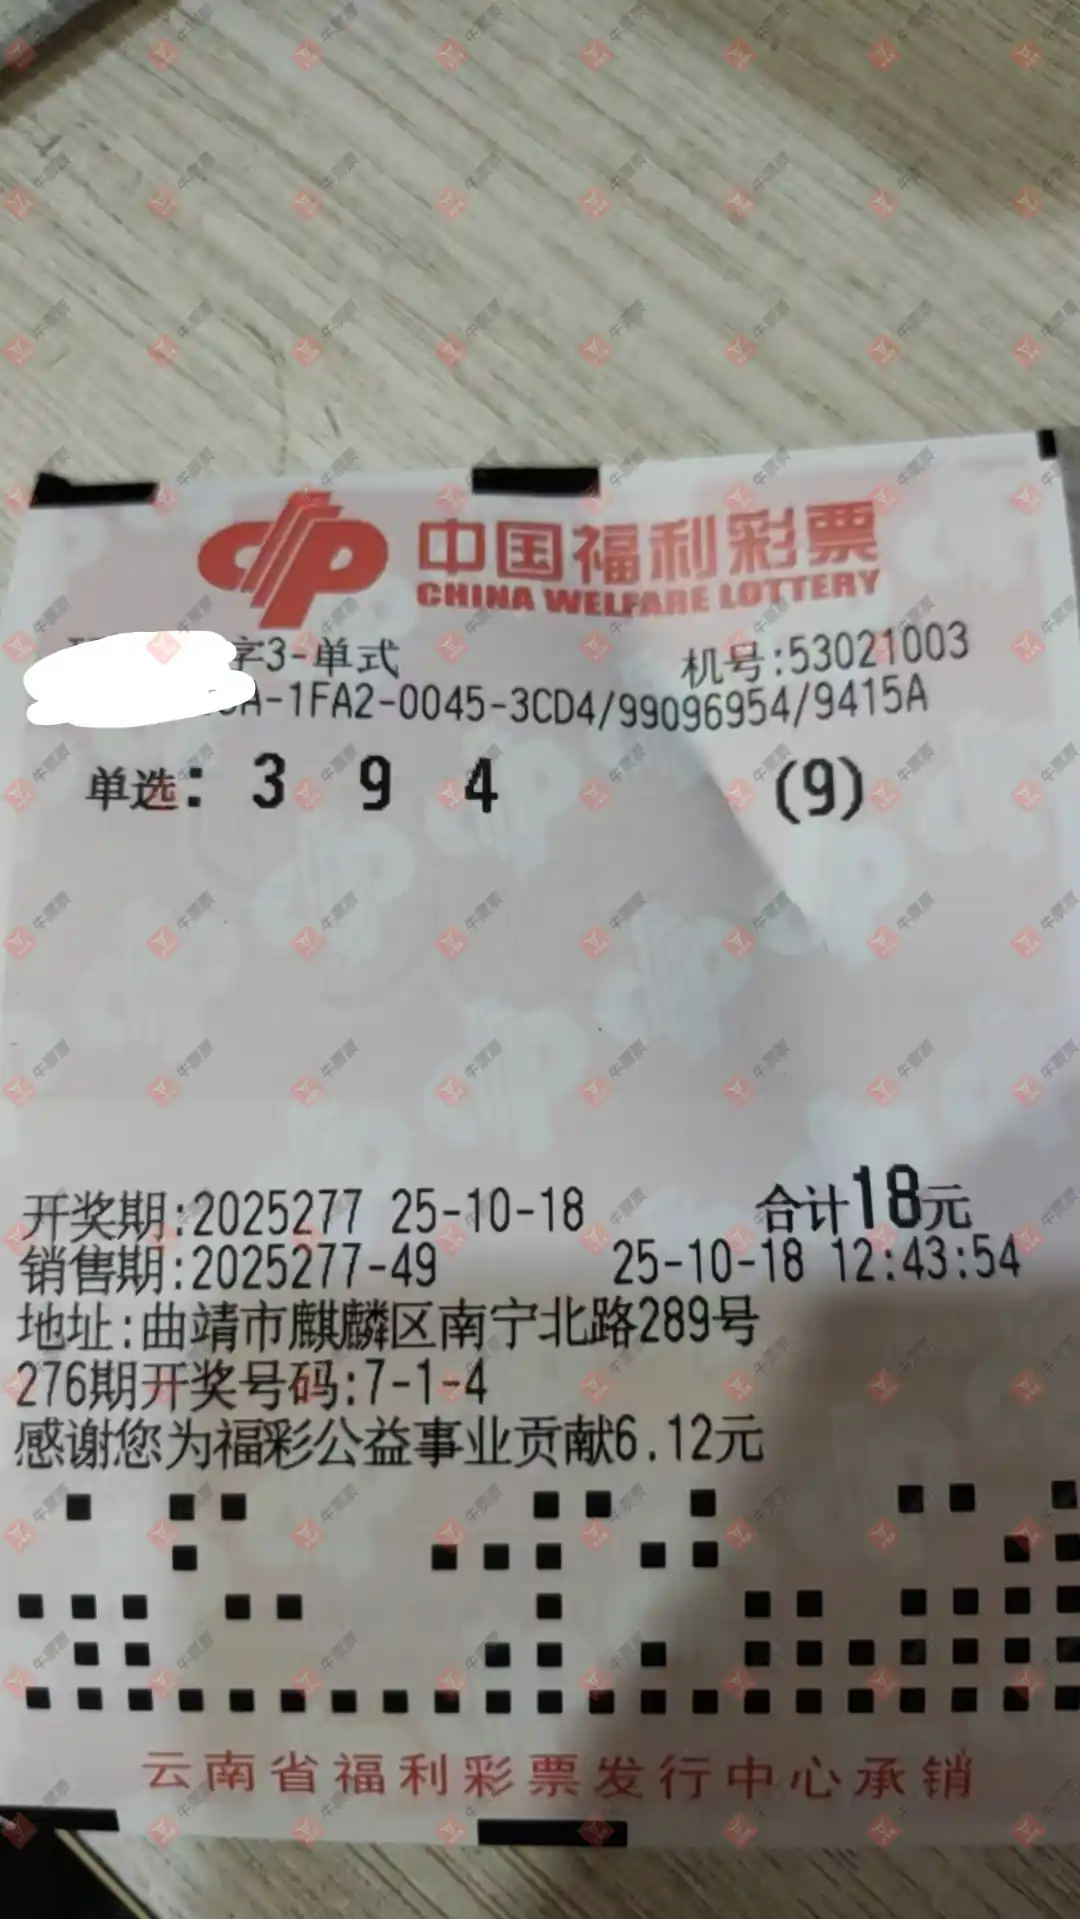 中国福利彩票
CHINA WELFARE LOTTERY
字3-单式 机号:53021003
A-1FA2-0045-3CD4/99096954/9415A
单选: 3 9 4 (9)
开奖期:2025277 25-10-18 合计18元
销售期:2025277-49 25-10-18 12:43:54
地址:曲靖市麒麟区南宁北路289号
276期开奖号码:7-1-4
感谢您为福彩公益事业贡献6.12元
云南省福利彩票发行中心承销
牛票票